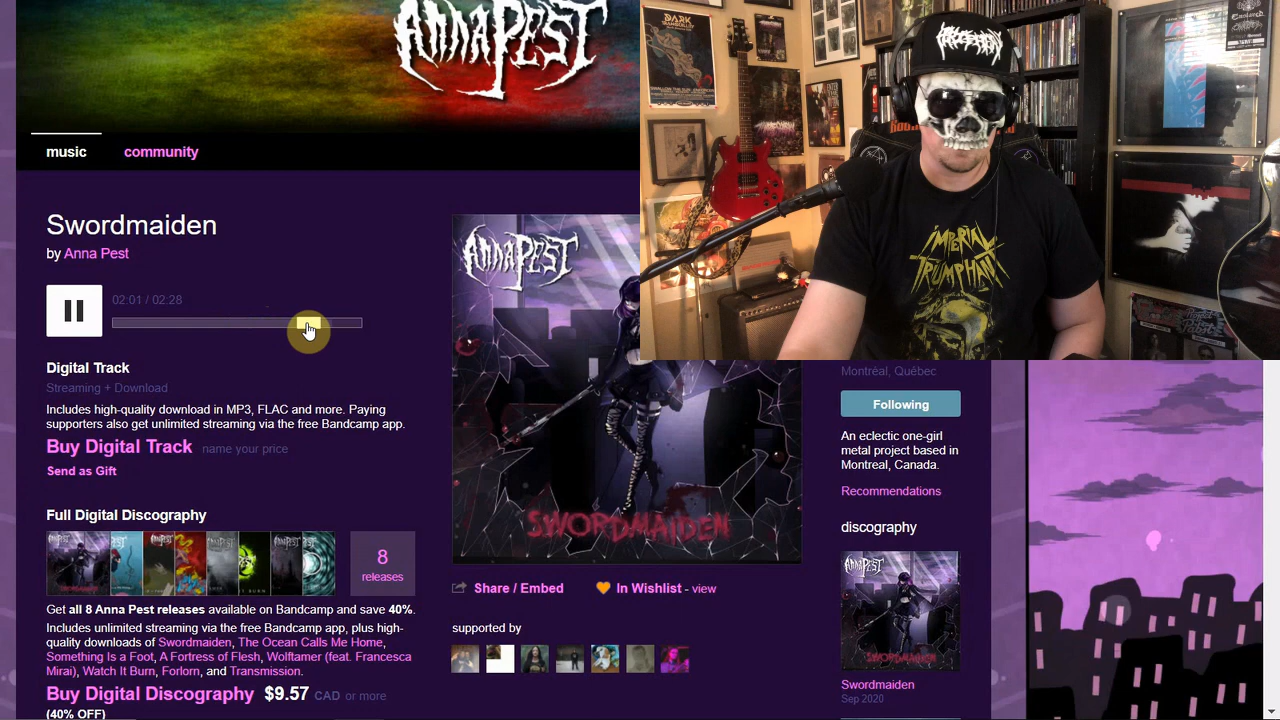 ANNA PEST
music
community
Swordmaiden
by Anna Pest
02:01 / 02:28
Digital Track
Streaming + Download
Includes high-quality download in MP3, FLAC and more. Paying
supporters also get unlimited streaming via the free Bandcamp app.
Buy Digital Track name your price
Send as Gift
Full Digital Discography
8
releases
Get all 8 Anna Pest releases available on Bandcamp and save 40%.
Includes unlimited streaming via the free Bandcamp app, plus high-
quality downloads of Swordmaiden, The Ocean Calls Me Home,
Something Is a Foot, A Fortress of Flesh, Wolftamer (feat. Francesca
Mirai), Watch It Burn, Forlorn, and Transmission.
Buy Digital Discography $9.57 CAD or more
(40% OFF)
ANNA PEST
SWORDMAIDEN
Share / Embed
In Wishlist - view
supported by
DARK
TRANQUILLITY
IMPERIAL
TRIUMPHANT
Montréal, Québec
Following
An eclectic one-girl
metal project based in
Montreal, Canada.
Recommendations
discography
ANNA PEST
SWORDMAIDEN
Swordmaiden
Sep 2020